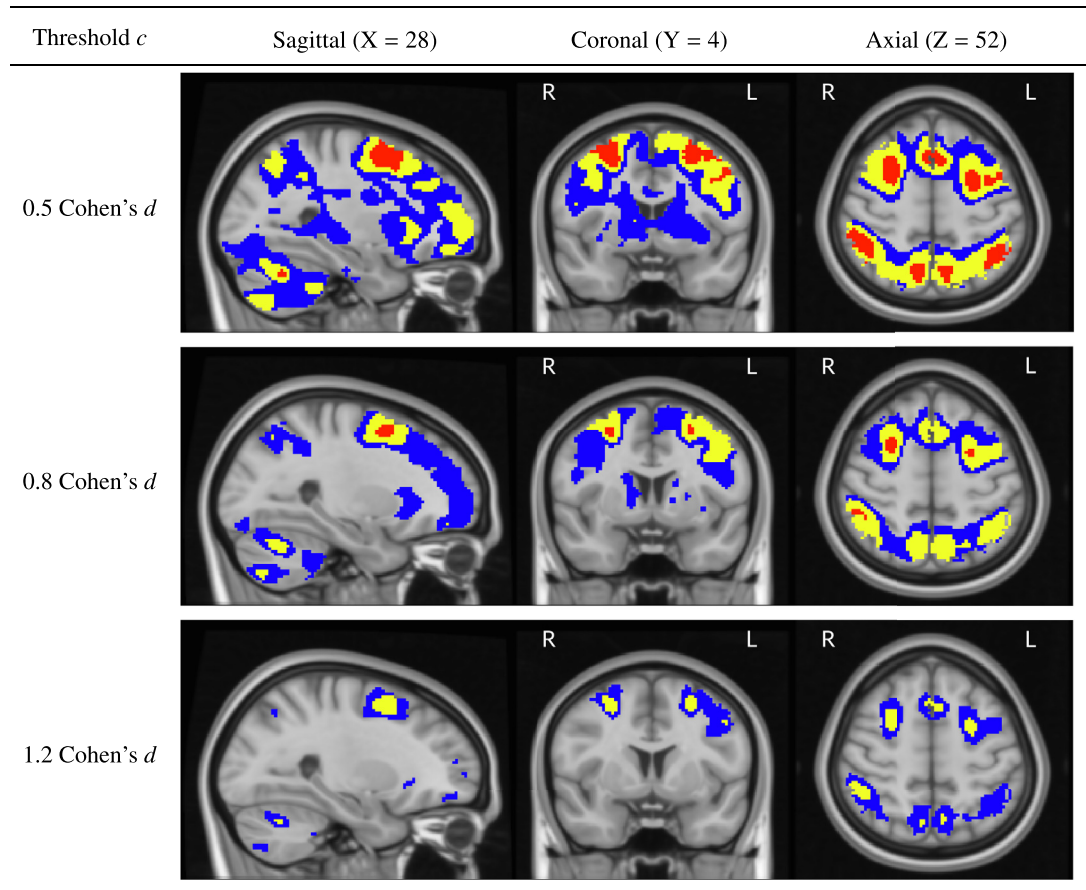 Threshold c Sagittal (X = 28) Coronal (Y = 4) Axial (Z = 52)
R L R L
0.5 Cohen's d
R L R L
0.8 Cohen's d
R L R L
1.2 Cohen's d